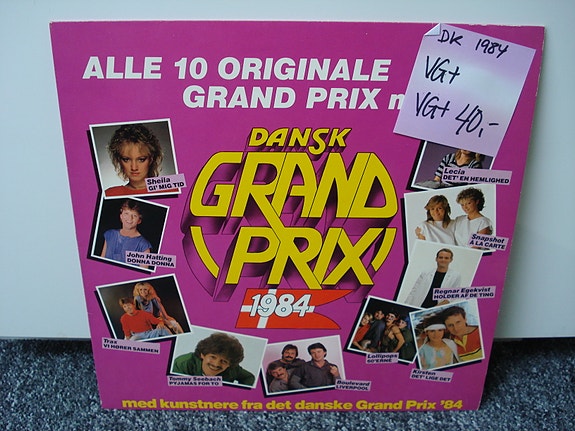 DK 1984
VG+
VG+ 40,-
ALLE 10 ORIGINALE
GRAND PRIX
DANSK
GRAND
PRIX
1984
Sheila
GI' MIG TID
John Hatting
DONNA DONNA
Trax
VI HØRER SAMMEN
Tommy Seebach
PYJAMAS FOR TO
Boulevard
LIVERPOOL
Lollipops
60'ERNE
Kirsten
DET' LIGE DET
Regnar Egekvist
HOLDER AF DE TING
Snapshot
A LA CARTE
Lecia
DET' EN HEMLIGHED
med kunstnere fra det danske Grand Prix '84